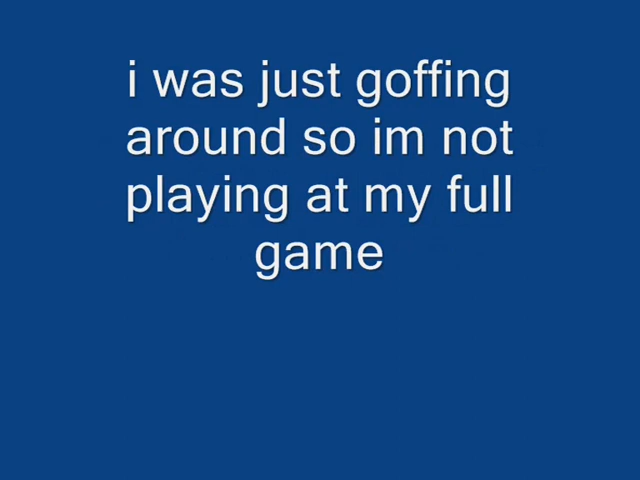 i was just goffing
around so im not
playing at my full
game